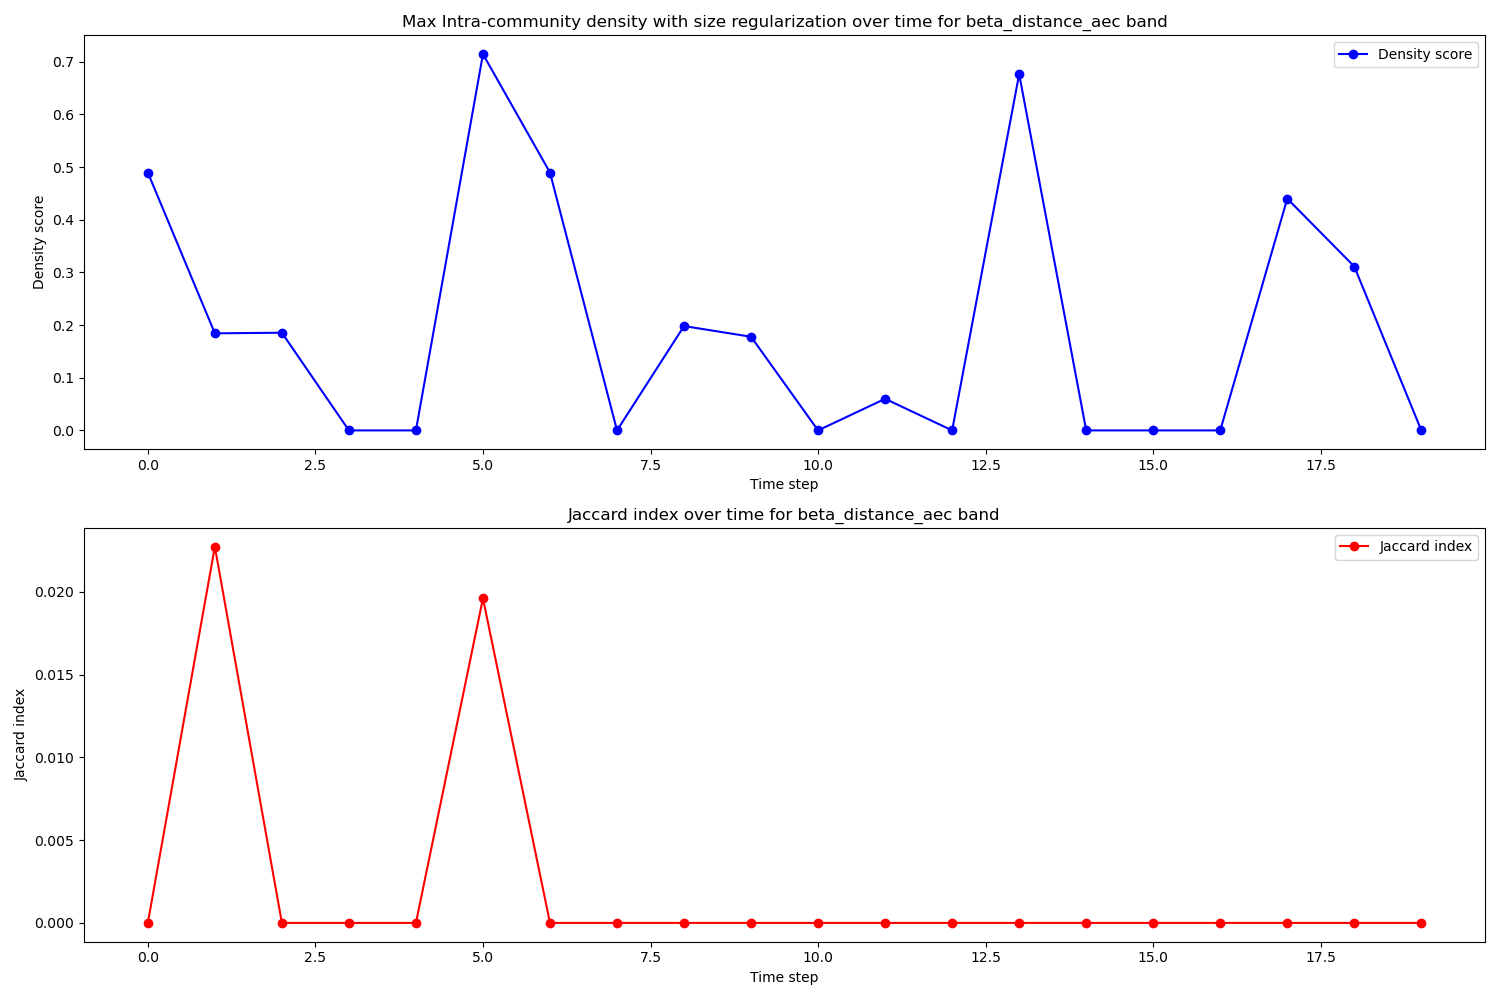 Max Intra-community density with size regularization over time for beta_distance_aec band
Density score
0.7
0.6
0.5
0.4
0.3
0.2
0.1
0.0
Density score
0.0 2.5 5.0 7.5 10.0 12.5 15.0 17.5
Time step
Jaccard index over time for beta_distance_aec band
Jaccard index
0.020
0.015
0.010
0.005
0.000
Jaccard index
0.0 2.5 5.0 7.5 10.0 12.5 15.0 17.5
Time step